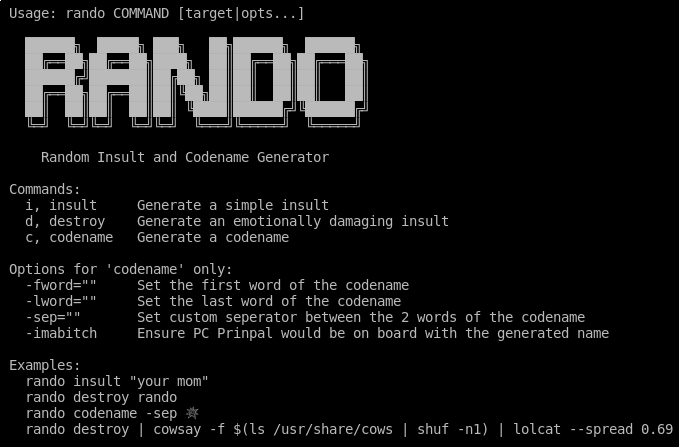 Usage: rando COMMAND [target|opts...]
RANDO
Random Insult and Codename Generator
Commands:
i, insult     Generate a simple insult
d, destroy    Generate an emotionally damaging insult
c, codename   Generate a codename
Options for 'codename' only:
-fword=""     Set the first word of the codename
-lword=""     Set the last word of the codename
-sep=""       Set custom seperator between the 2 words of the codename
-imabitch     Ensure PC Prinpal would be on board with the generated name
Examples:
rando insult "your mom"
rando destroy rando
rando codename -sep ✵
rando destroy | cowsay -f $(ls /usr/share/cows | shuf -n1) | lolcat --spread 0.69